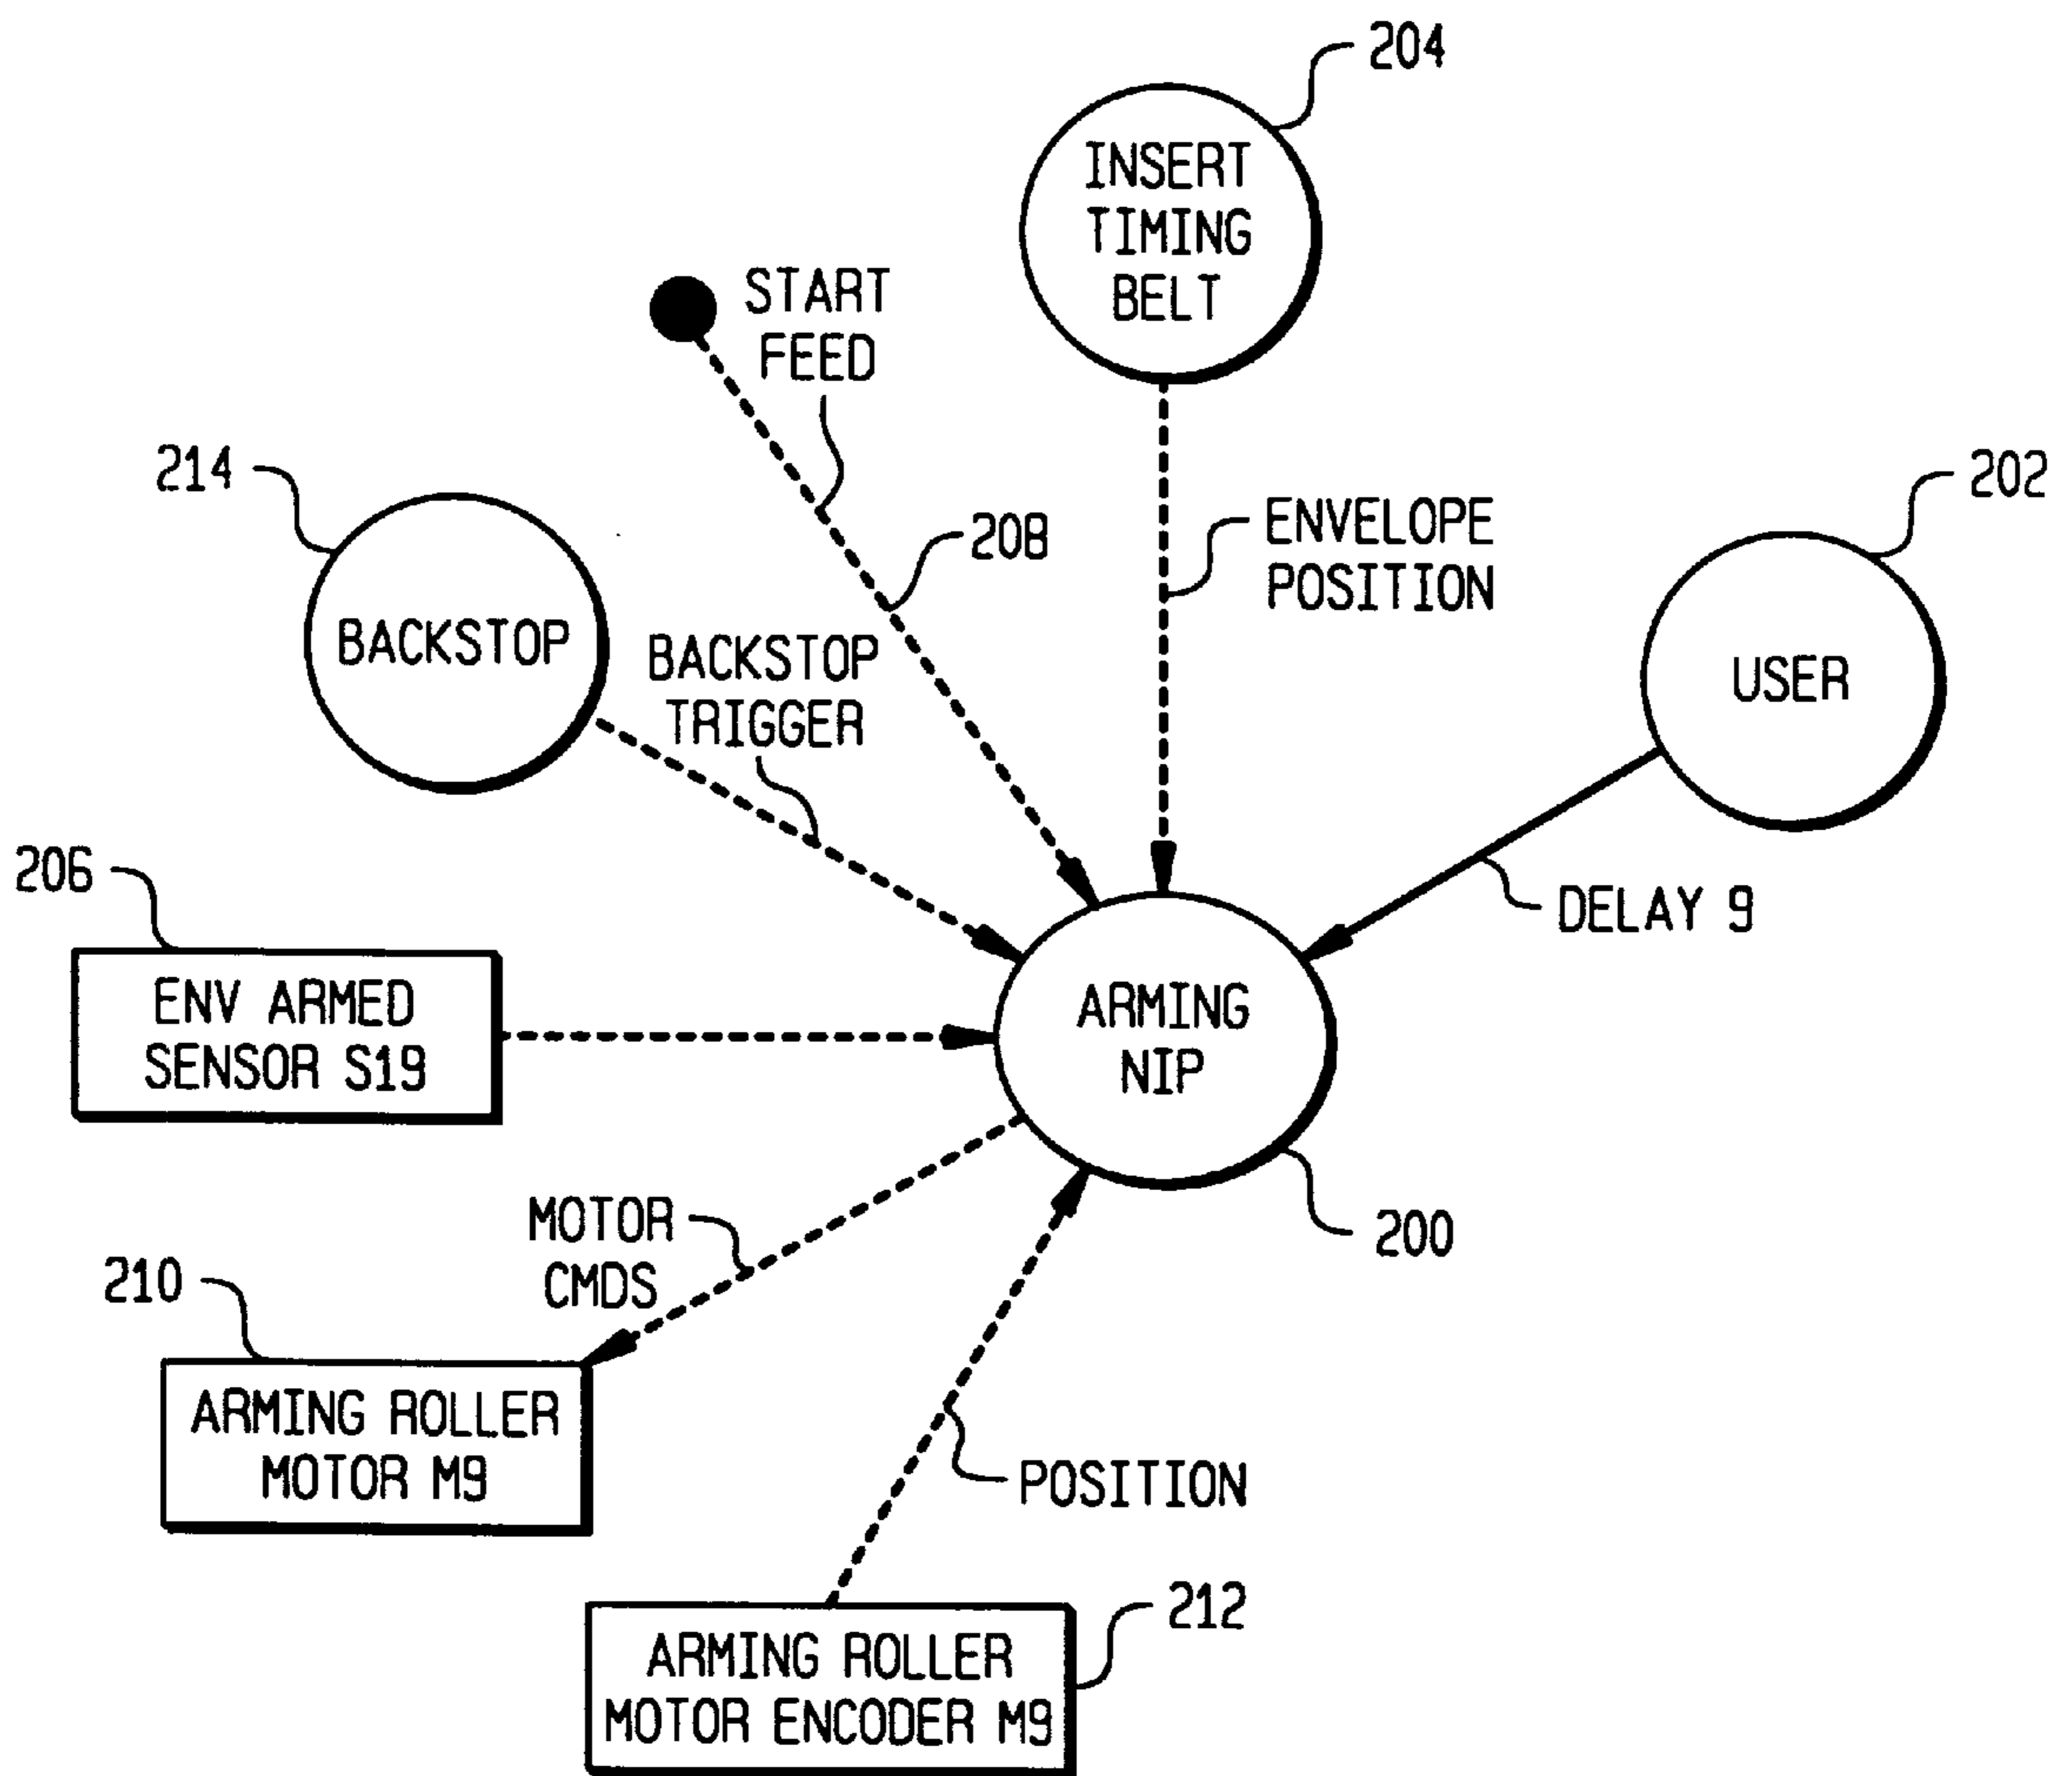 204
INSERT
TIMING
BELT
START
FEED
214
208
ENVELOPE
POSITION
202
BACKSTOP
BACKSTOP
TRIGGER
USER
206
DELAY 9
ENV ARMED
SENSOR S19
ARMING
NIP
MOTOR
CMDS
200
210
ARMING ROLLER
MOTOR M9
POSITION
212
ARMING ROLLER
MOTOR ENCODER M9